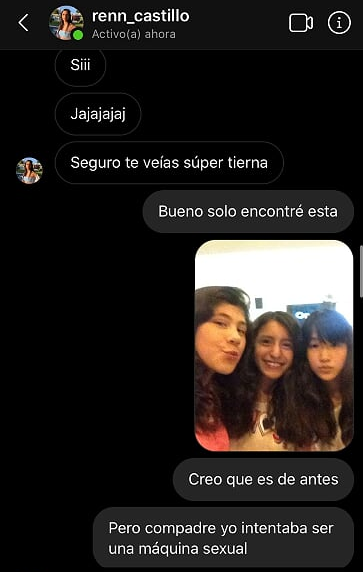 renn_castillo
Activo(a) ahora
Siii
Jajajajaj
Seguro te veías súper tierna
Bueno solo encontré esta
Creo que es de antes
Pero compadre yo intentaba ser
una máquina sexual